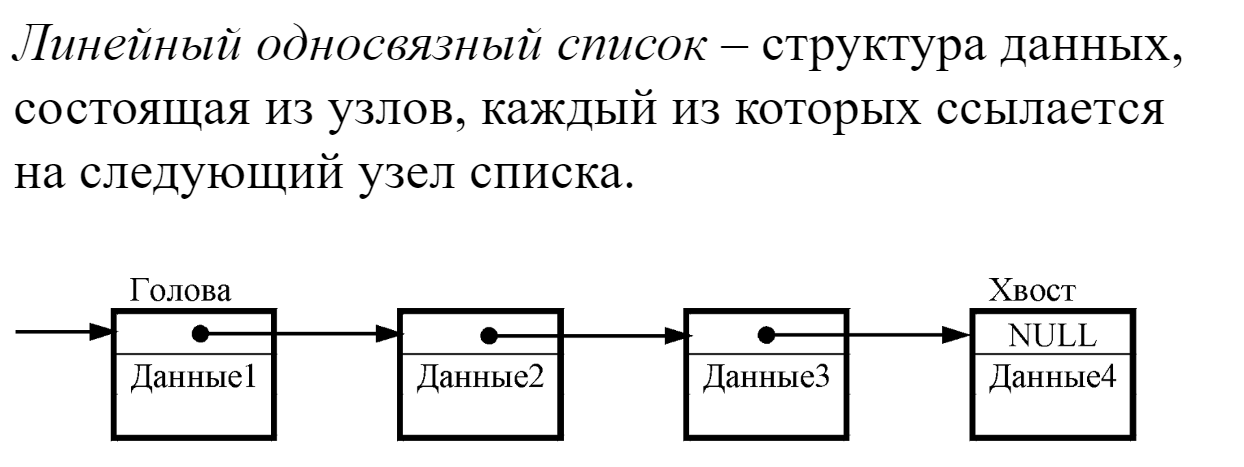 Линейный односвязный список – структура данных,
состоящая из узлов, каждый из которых ссылается
на следующий узел списка.
Голова
Хвост
NULL
Данные1
Данные2
Данные3
Данные4